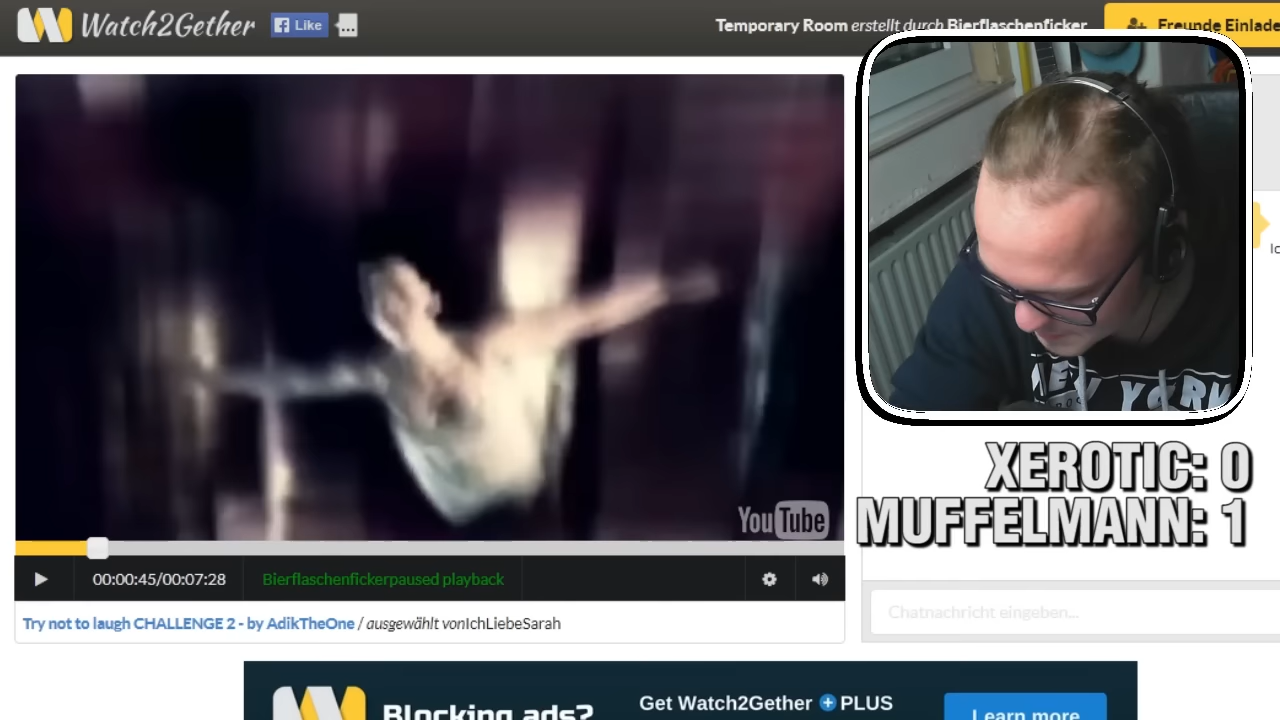 Watch2Gether
Like
...
Temporary Room erstellt durch Bierflaschenficker
Freunde Einlade
NEW YORK
XEROTIC: 0
MUFFELMANN: 1
YouTube
00:00:45/00:07:28
Bierflaschenfickerpaused playback
Try not to laugh CHALLENGE 2 - by AdikTheOne / ausgewählt vonIchLiebeSarah
Chatnachricht eingeben...
Blocking ads?
Get Watch2Gether PLUS
Learn more